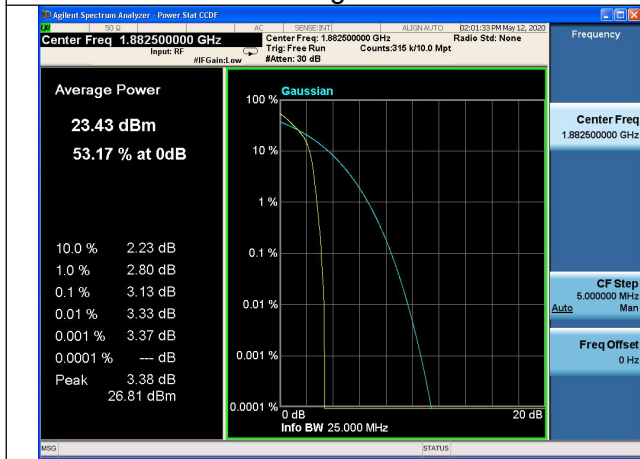 Agilent Spectrum Analyzer - Power Stat CCDF
50 Ω AC SENSE:INT ALIGN AUTO 02:01:33 PM May 12, 2020
Center Freq 1.882500000 GHz
Input: RF
#IFGain:Low
Center Freq: 1.882500000 GHz
Radio Std: None
Trig: Free Run
Counts:315 k/10.0 Mpt
#Atten: 30 dB
Frequency
Average Power
23.43 dBm
53.17 % at 0dB
10.0 % 2.23 dB
1.0 % 2.80 dB
0.1 % 3.13 dB
0.01 % 3.33 dB
0.001 % 3.37 dB
0.0001 % --- dB
Peak 3.38 dB
26.81 dBm
Gaussian
100 %
10 %
1 %
0.1 %
0.01 %
0.001 %
0.0001 %
0 dB 20 dB
Info BW 25.000 MHz
Center Freq
1.882500000 GHz
CF Step
5.000000 MHz
Auto Man
Freq Offset
0 Hz
MSG STATUS